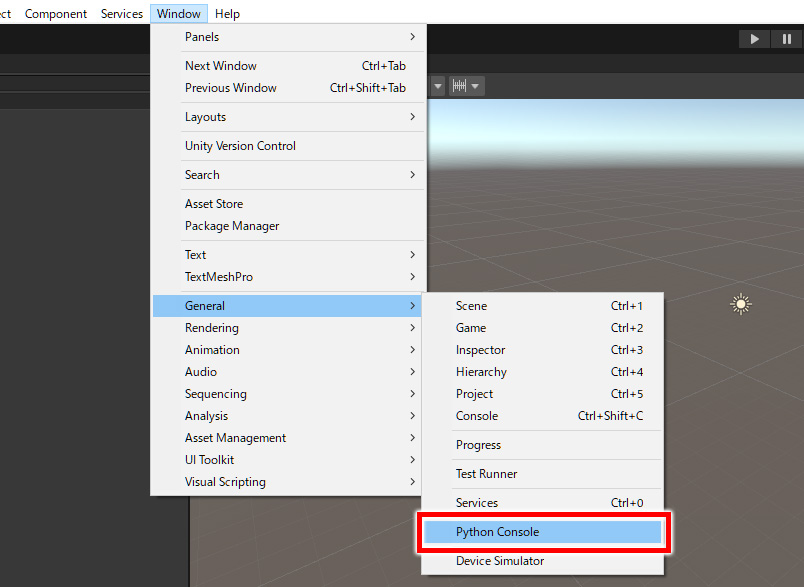 ct Component Services Window Help
Panels
Next Window Ctrl+Tab
Previous Window Ctrl+Shift+Tab
Layouts
Unity Version Control
Search
Asset Store
Package Manager
Text
TextMeshPro
General
Rendering
Animation
Audio
Sequencing
Analysis
Asset Management
UI Toolkit
Visual Scripting
Scene Ctrl+1
Game Ctrl+2
Inspector Ctrl+3
Hierarchy Ctrl+4
Project Ctrl+5
Console Ctrl+Shift+C
Progress
Test Runner
Services Ctrl+0
Python Console
Device Simulator